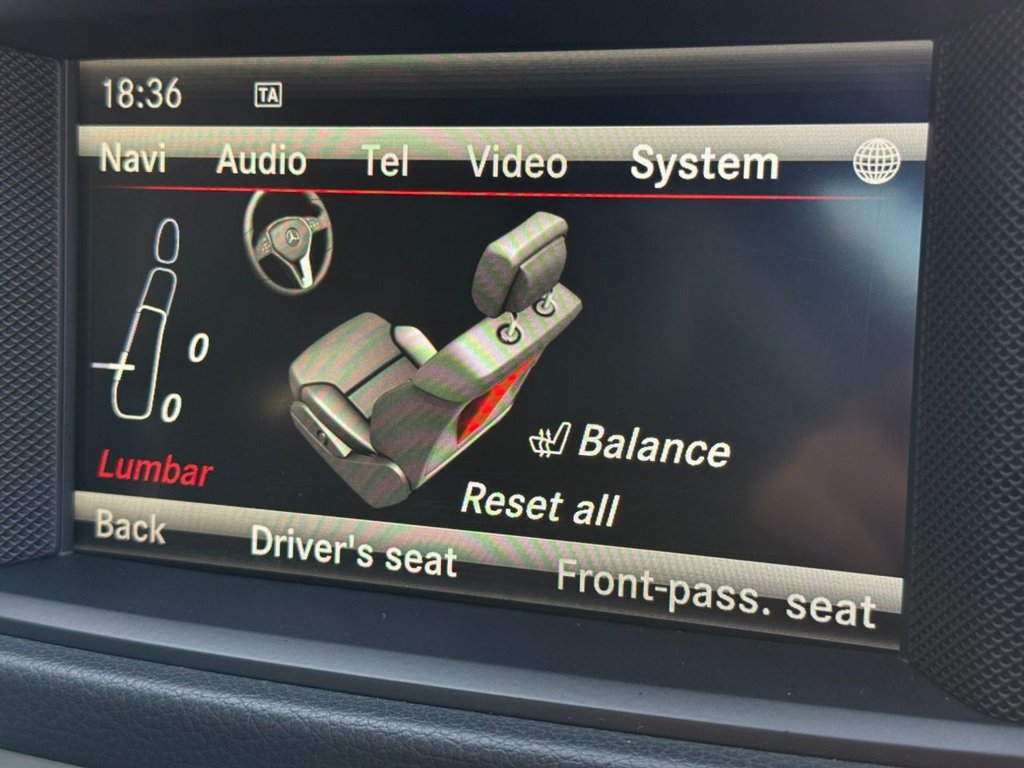 18:36 TA
Navi Audio Tel Video System
0
0
Balance
Lumbar
Reset all
Back Driver's seat Front-pass. seat